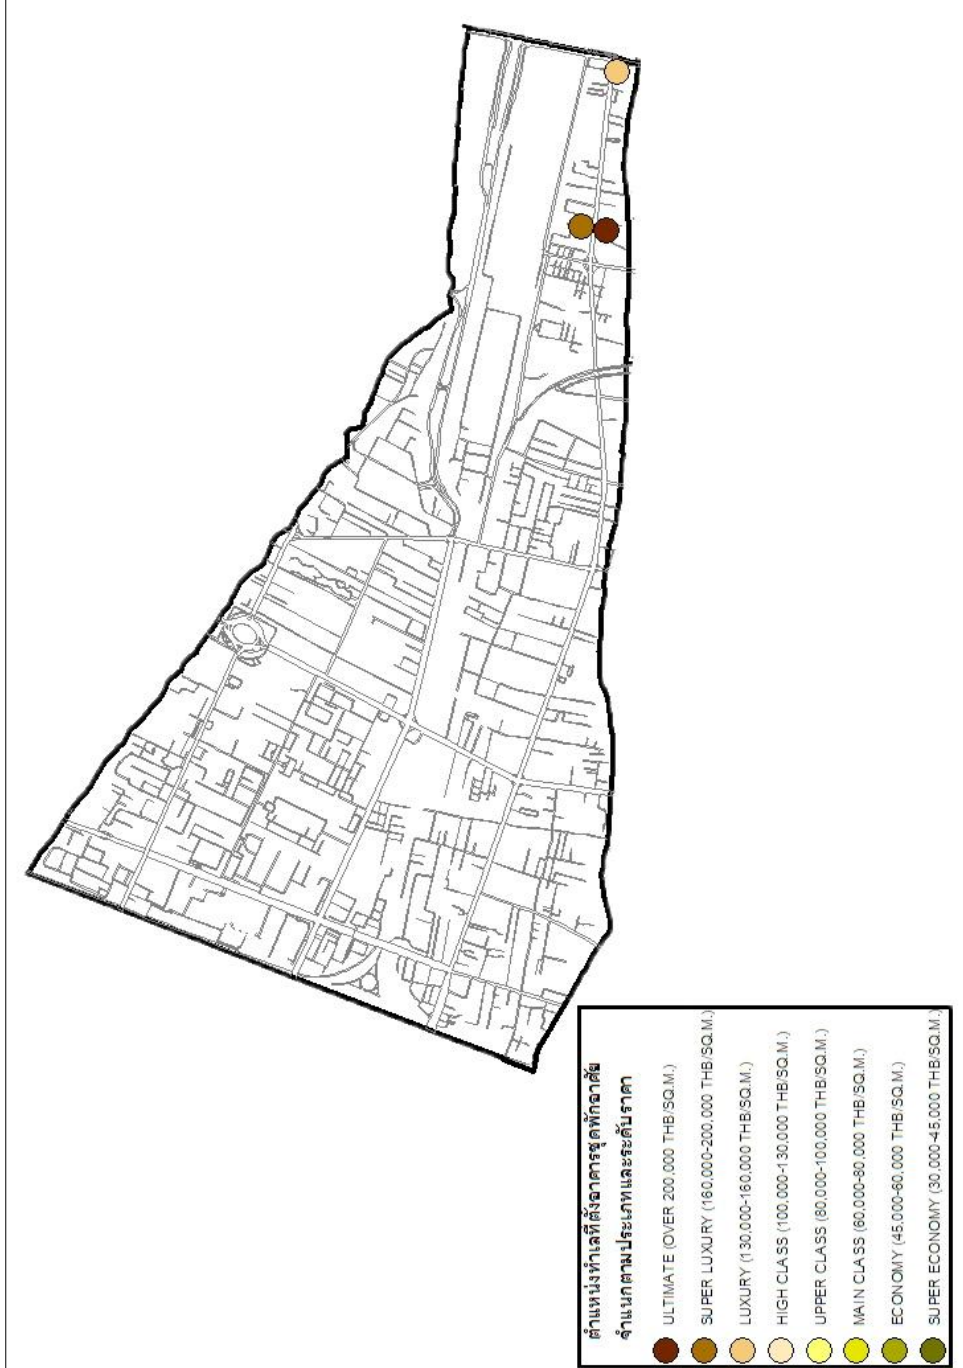 ตำแหน่งทำเลที่ตั้งอาคารชุดพักอาศัย
จำแนกตามประเภทและระดับราคา
ULTIMATE (OVER 200,000 THB/SQ.M.)
SUPER LUXURY (160,000-200,000 THB/SQ.M.)
LUXURY (130,000-160,000 THB/SQ.M.)
HIGH CLASS (100,000-130,000 THB/SQ.M.)
UPPER CLASS (80,000-100,000 THB/SQ.M.)
MAIN CLASS (60,000-80,000 THB/SQ.M.)
ECONOMY (45,000-60,000 THB/SQ.M.)
SUPER ECONOMY (30,000-45,000 THB/SQ.M.)